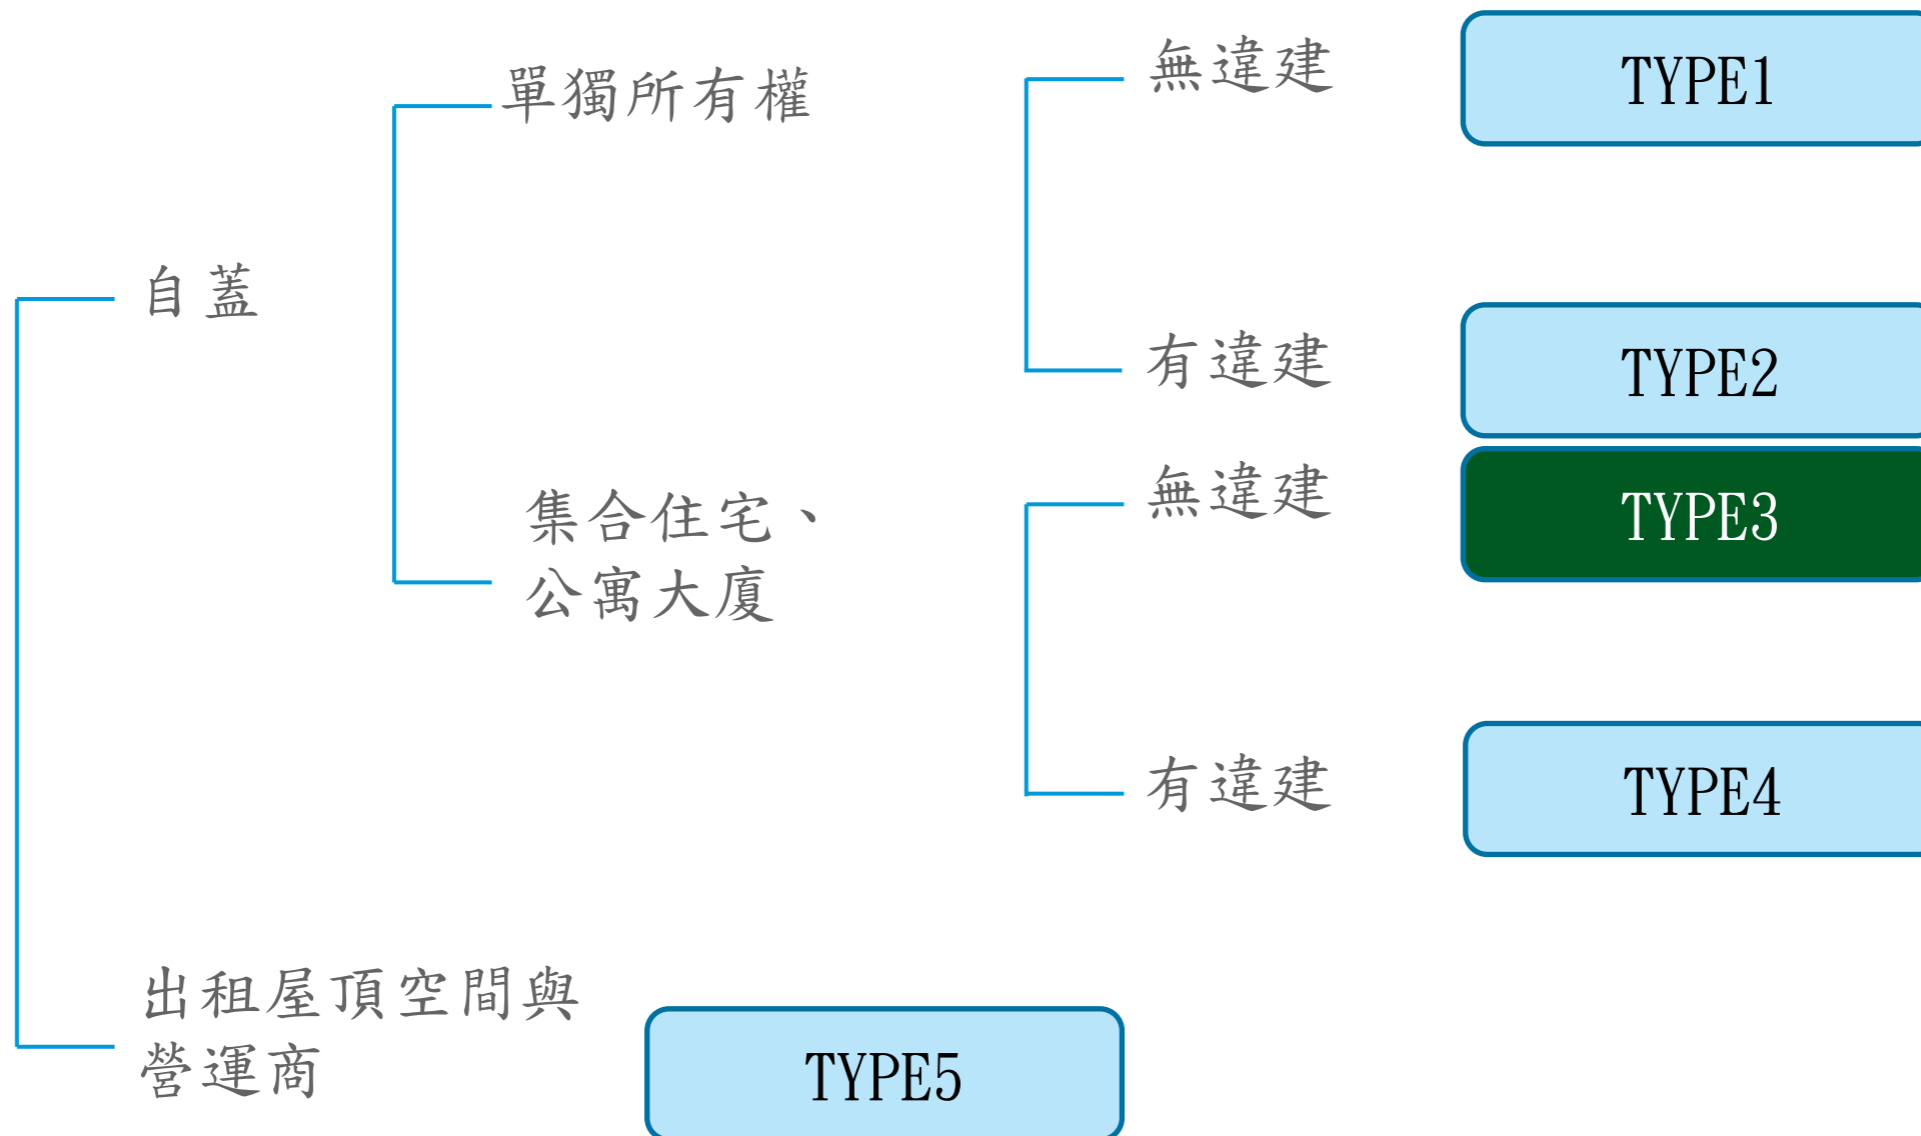 單獨所有權
無違建
TYPE1
自蓋
有違建
TYPE2
集合住宅、
公寓大廈
無違建
TYPE3
有違建
TYPE4
出租屋頂空間與
營運商
TYPE5